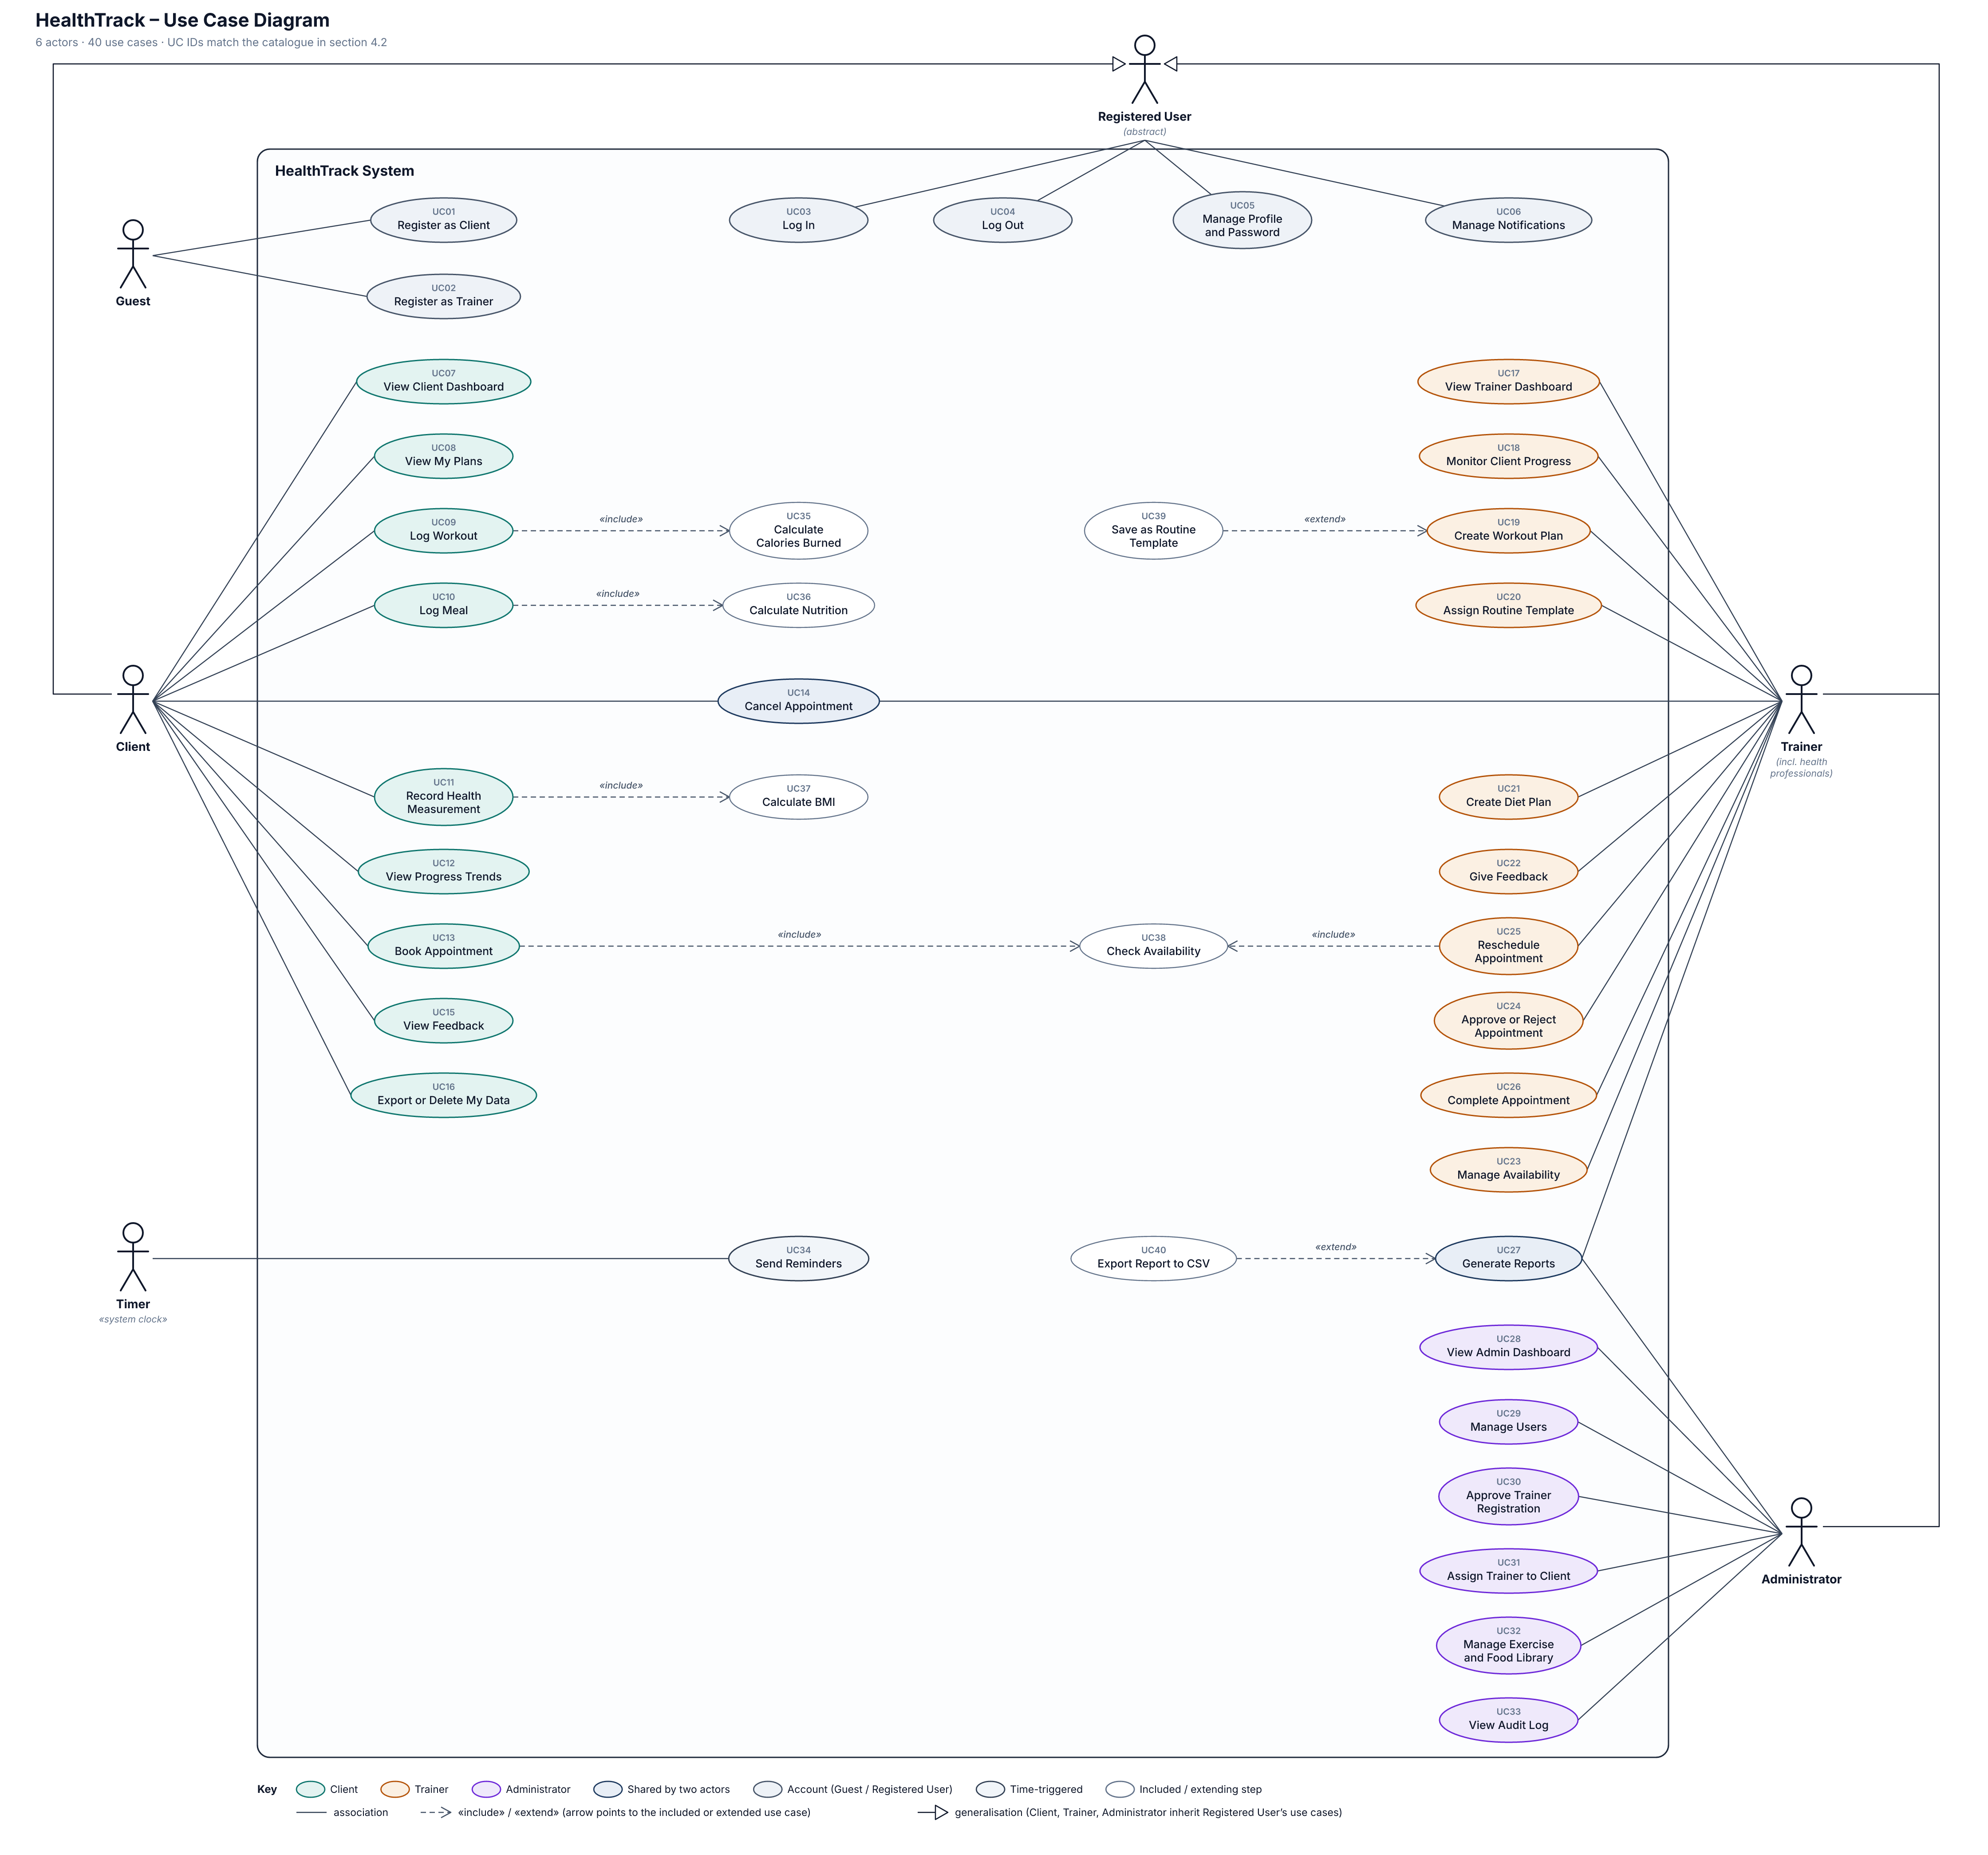 HealthTrack – Use Case Diagram
6 actors · 40 use cases · UC IDs match the catalogue in section 4.2
Registered User
(abstract)
HealthTrack System
UC01
Register as Client
UC03
Log In
UC04
Log Out
UC05
Manage Profile
and Password
UC06
Manage Notifications
Guest
UC02
Register as Trainer
UC07
View Client Dashboard
UC17
View Trainer Dashboard
UC08
View My Plans
UC18
Monitor Client Progress
UC09
Log Workout
«include»
UC35
Calculate
Calories Burned
UC39
Save as Routine
Template
«extend»
UC19
Create Workout Plan
UC10
Log Meal
«include»
UC36
Calculate Nutrition
UC20
Assign Routine Template
Client
UC14
Cancel Appointment
Trainer
(incl. health
professionals)
UC11
Record Health
Measurement
«include»
UC37
Calculate BMI
UC21
Create Diet Plan
UC12
View Progress Trends
UC22
Give Feedback
UC13
Book Appointment
«include»
UC38
Check Availability
«include»
UC25
Reschedule
Appointment
UC15
View Feedback
UC24
Approve or Reject
Appointment
UC16
Export or Delete My Data
UC26
Complete Appointment
UC23
Manage Availability
Timer
«system clock»
UC34
Send Reminders
UC40
Export Report to CSV
«extend»
UC27
Generate Reports
UC28
View Admin Dashboard
UC29
Manage Users
UC30
Approve Trainer
Registration
UC31
Assign Trainer to Client
Administrator
UC32
Manage Exercise
and Food Library
UC33
View Audit Log
Key
Client
Trainer
Administrator
Shared by two actors
Account (Guest / Registered User)
Time-triggered
Included / extending step
association
«include» / «extend» (arrow points to the included or extended use case)
generalisation (Client, Trainer, Administrator inherit Registered User's use cases)